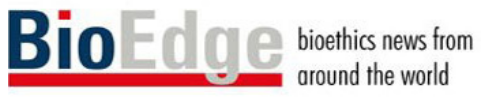 BioEdge
bioethics news from
around the world